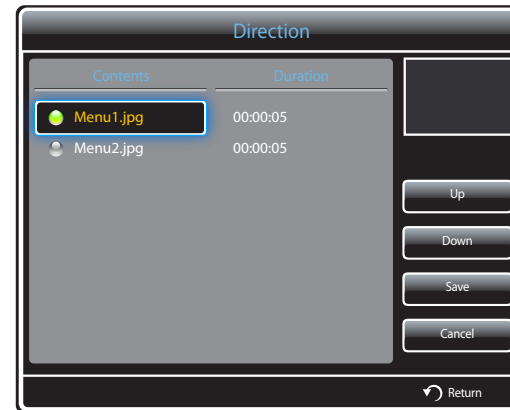 Direction
Contents Duration
Menu1.jpg 00:00:05
Menu2.jpg 00:00:05
Up
Down
Save
Cancel
Return